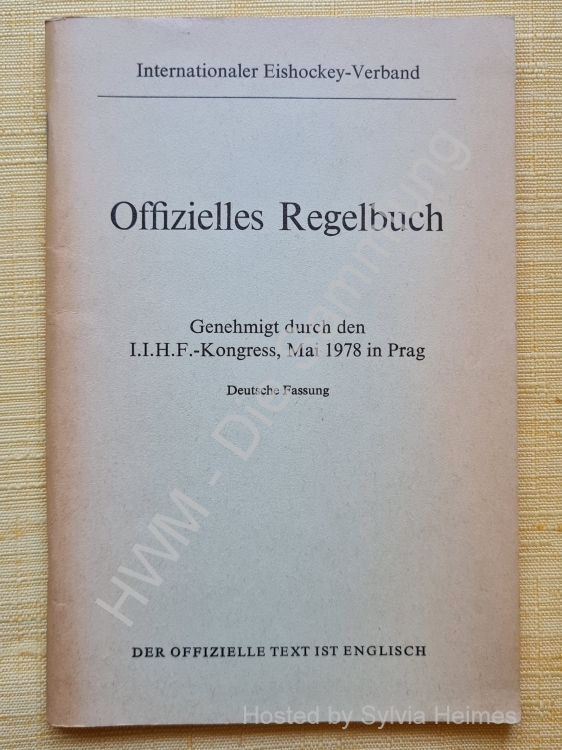 Internationaler Eishockey-Verband
Offizielles Regelbuch
Genehmigt durch den
I.I.H.F.-Kongress, Mai 1978 in Prag
Deutsche Fassung
HWM - Die Sammlung
DER OFFIZIELLE TEXT IST ENGLISCH
Hosted by Sylvia Heimes